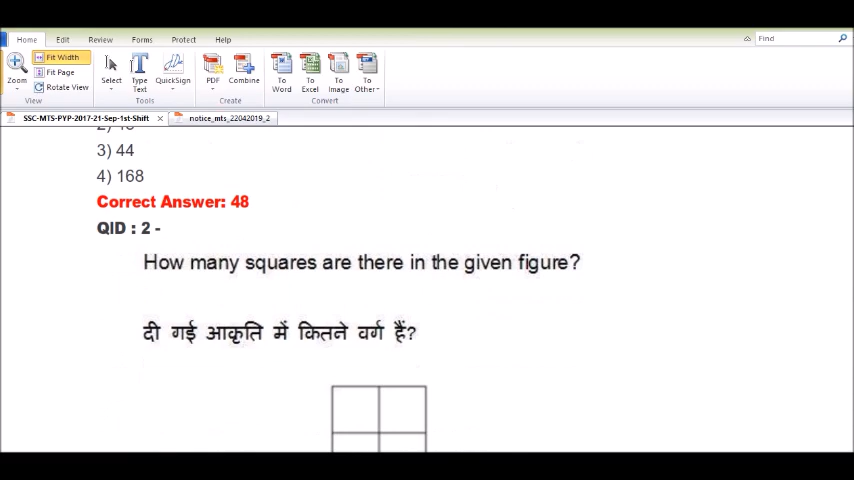 Home Edit Review Forms Protect Help
Find
Zoom
Fit Width
Fit Page
Rotate View
View
Select
Type Text
QuickSign
Tools
PDF
Combine
Create
To Word
To Excel
To Image
To Other
Convert
SSC-MTS-PYP-2017-21-Sep-1st-Shift
notice_mts_22042019_2
3) 44
4) 168
Correct Answer: 48
QID : 2 -
How many squares are there in the given figure?
दी गई आकृति में कितने वर्ग हैं?